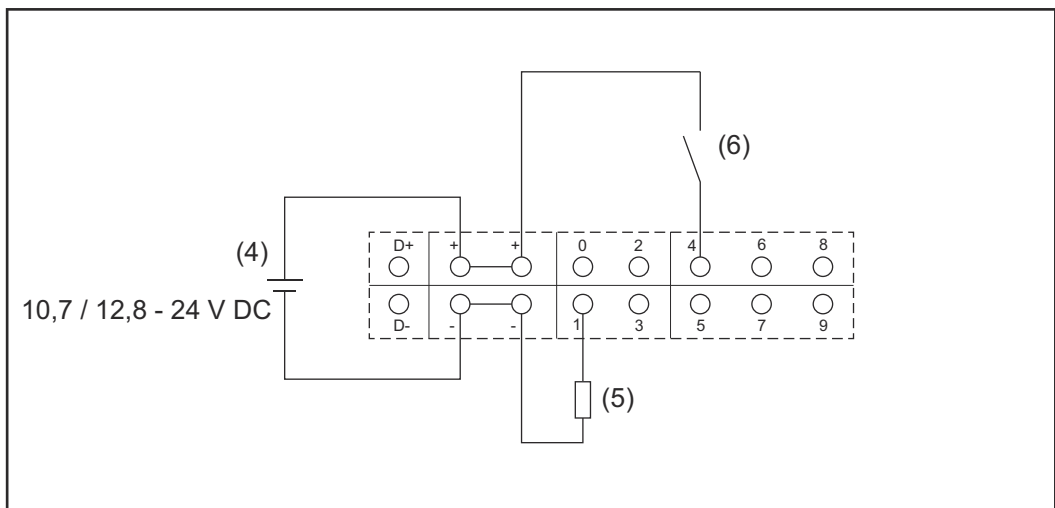 (6)
(4)
10,7 / 12,8 - 24 V DC
D+ + + 0 2 4 6 8
D- - - 1 3 5 7 9
(5)